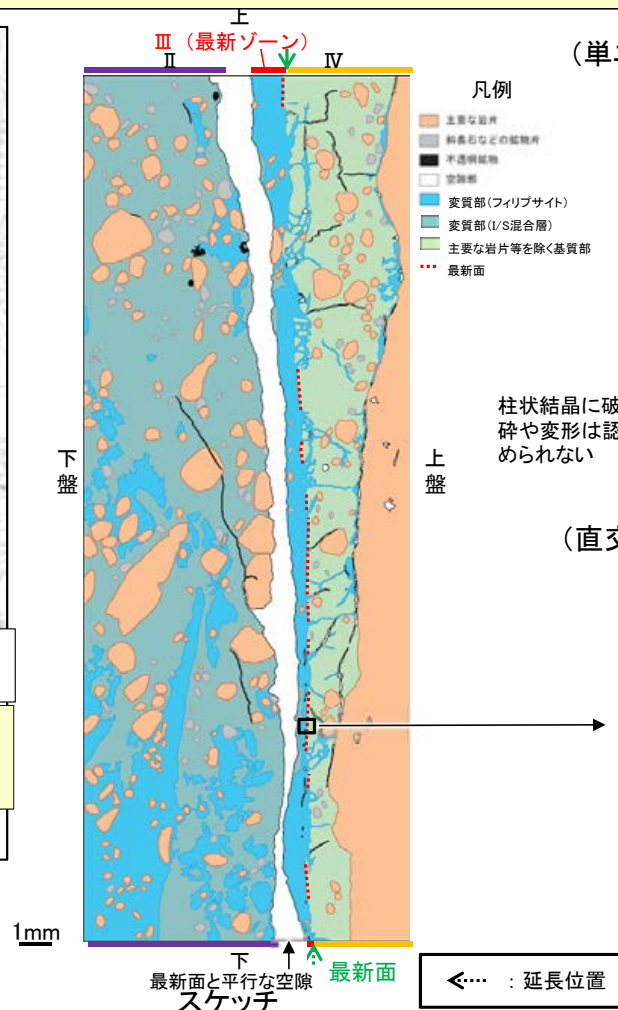 上
Ⅲ（最新ゾーン）
Ⅱ
Ⅳ
（単ニ
凡例
主要な岩片
斜長石などの鉱物片
不透明鉱物
空隙部
変質部(フィリプサイト)
変質部(I/S混合層)
主要な岩片等を除く基質部
最新面
柱状結晶に破
砕や変形は認
められない
下盤
上盤
（直交
1mm
下
最新面と平行な空隙
最新面
スケッチ
：延長位置